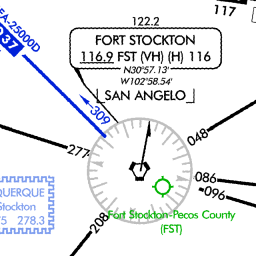 122.2
117
FORT STOCKTON
116.9 FST (VH) (H) 116
N30°57.13'
W102°58.54'
SAN ANGELO
FA-25000D
309
048
277
086
096
QUERQUE
Stockton
5 278.3
208
Fort Stockton-Pecos County
(FST)